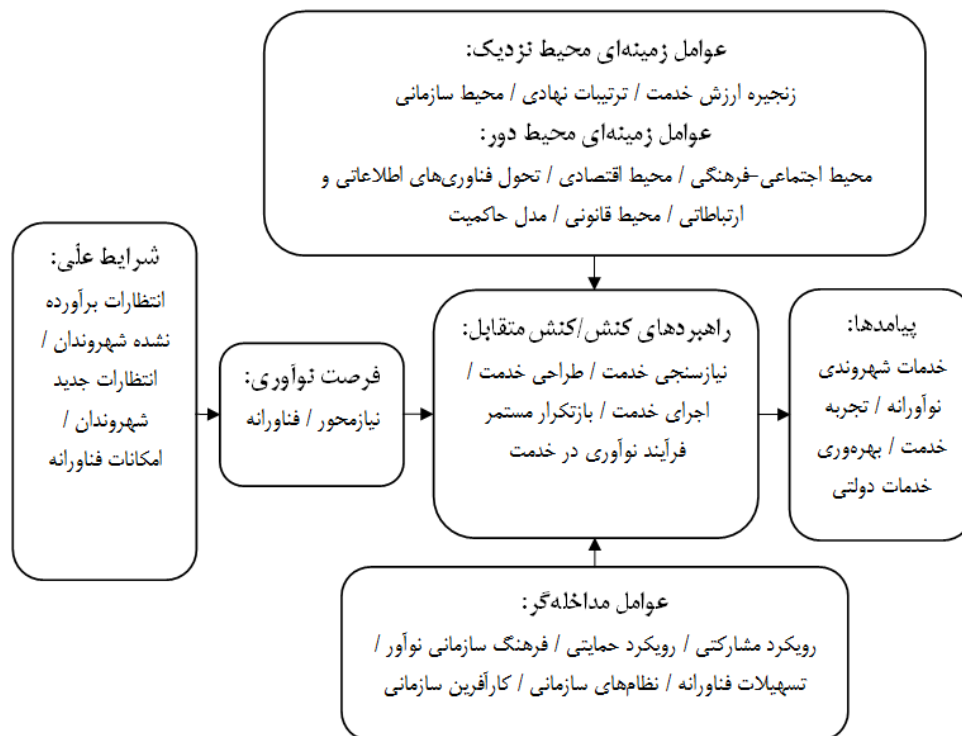 عوامل زمینه‌ای محیط نزدیک:
زنجیره ارزش خدمت / ترتیبات نهادی / محیط سازمانی
عوامل زمینه‌ای محیط دور:
محیط اجتماعی-فرهنگی / محیط اقتصادی / تحول فناوری‌های اطلاعاتی و
ارتباطاتی / محیط قانونی / مدل حاکمیت
شرایط علّی:
انتظارات برآورده
نشده شهروندان /
انتظارات جدید
شهروندان /
امکانات فناورانه
فرصت نوآوری:
نیازمحور / فناورانه
راهبردهای کنش/کنش متقابل:
نیازسنجی خدمت / طراحی خدمت /
اجرای خدمت / بازتکرار مستمر
فرآیند نوآوری در خدمت
پیامدها:
خدمات شهروندی
نوآورانه / تجربه
خدمت / بهره‌وری
خدمات دولتی
عوامل مداخله‌گر:
رویکرد مشارکتی / رویکرد حمایتی / فرهنگ سازمانی نوآور /
تسهیلات فناورانه / نظام‌های سازمانی / کارآفرین سازمانی